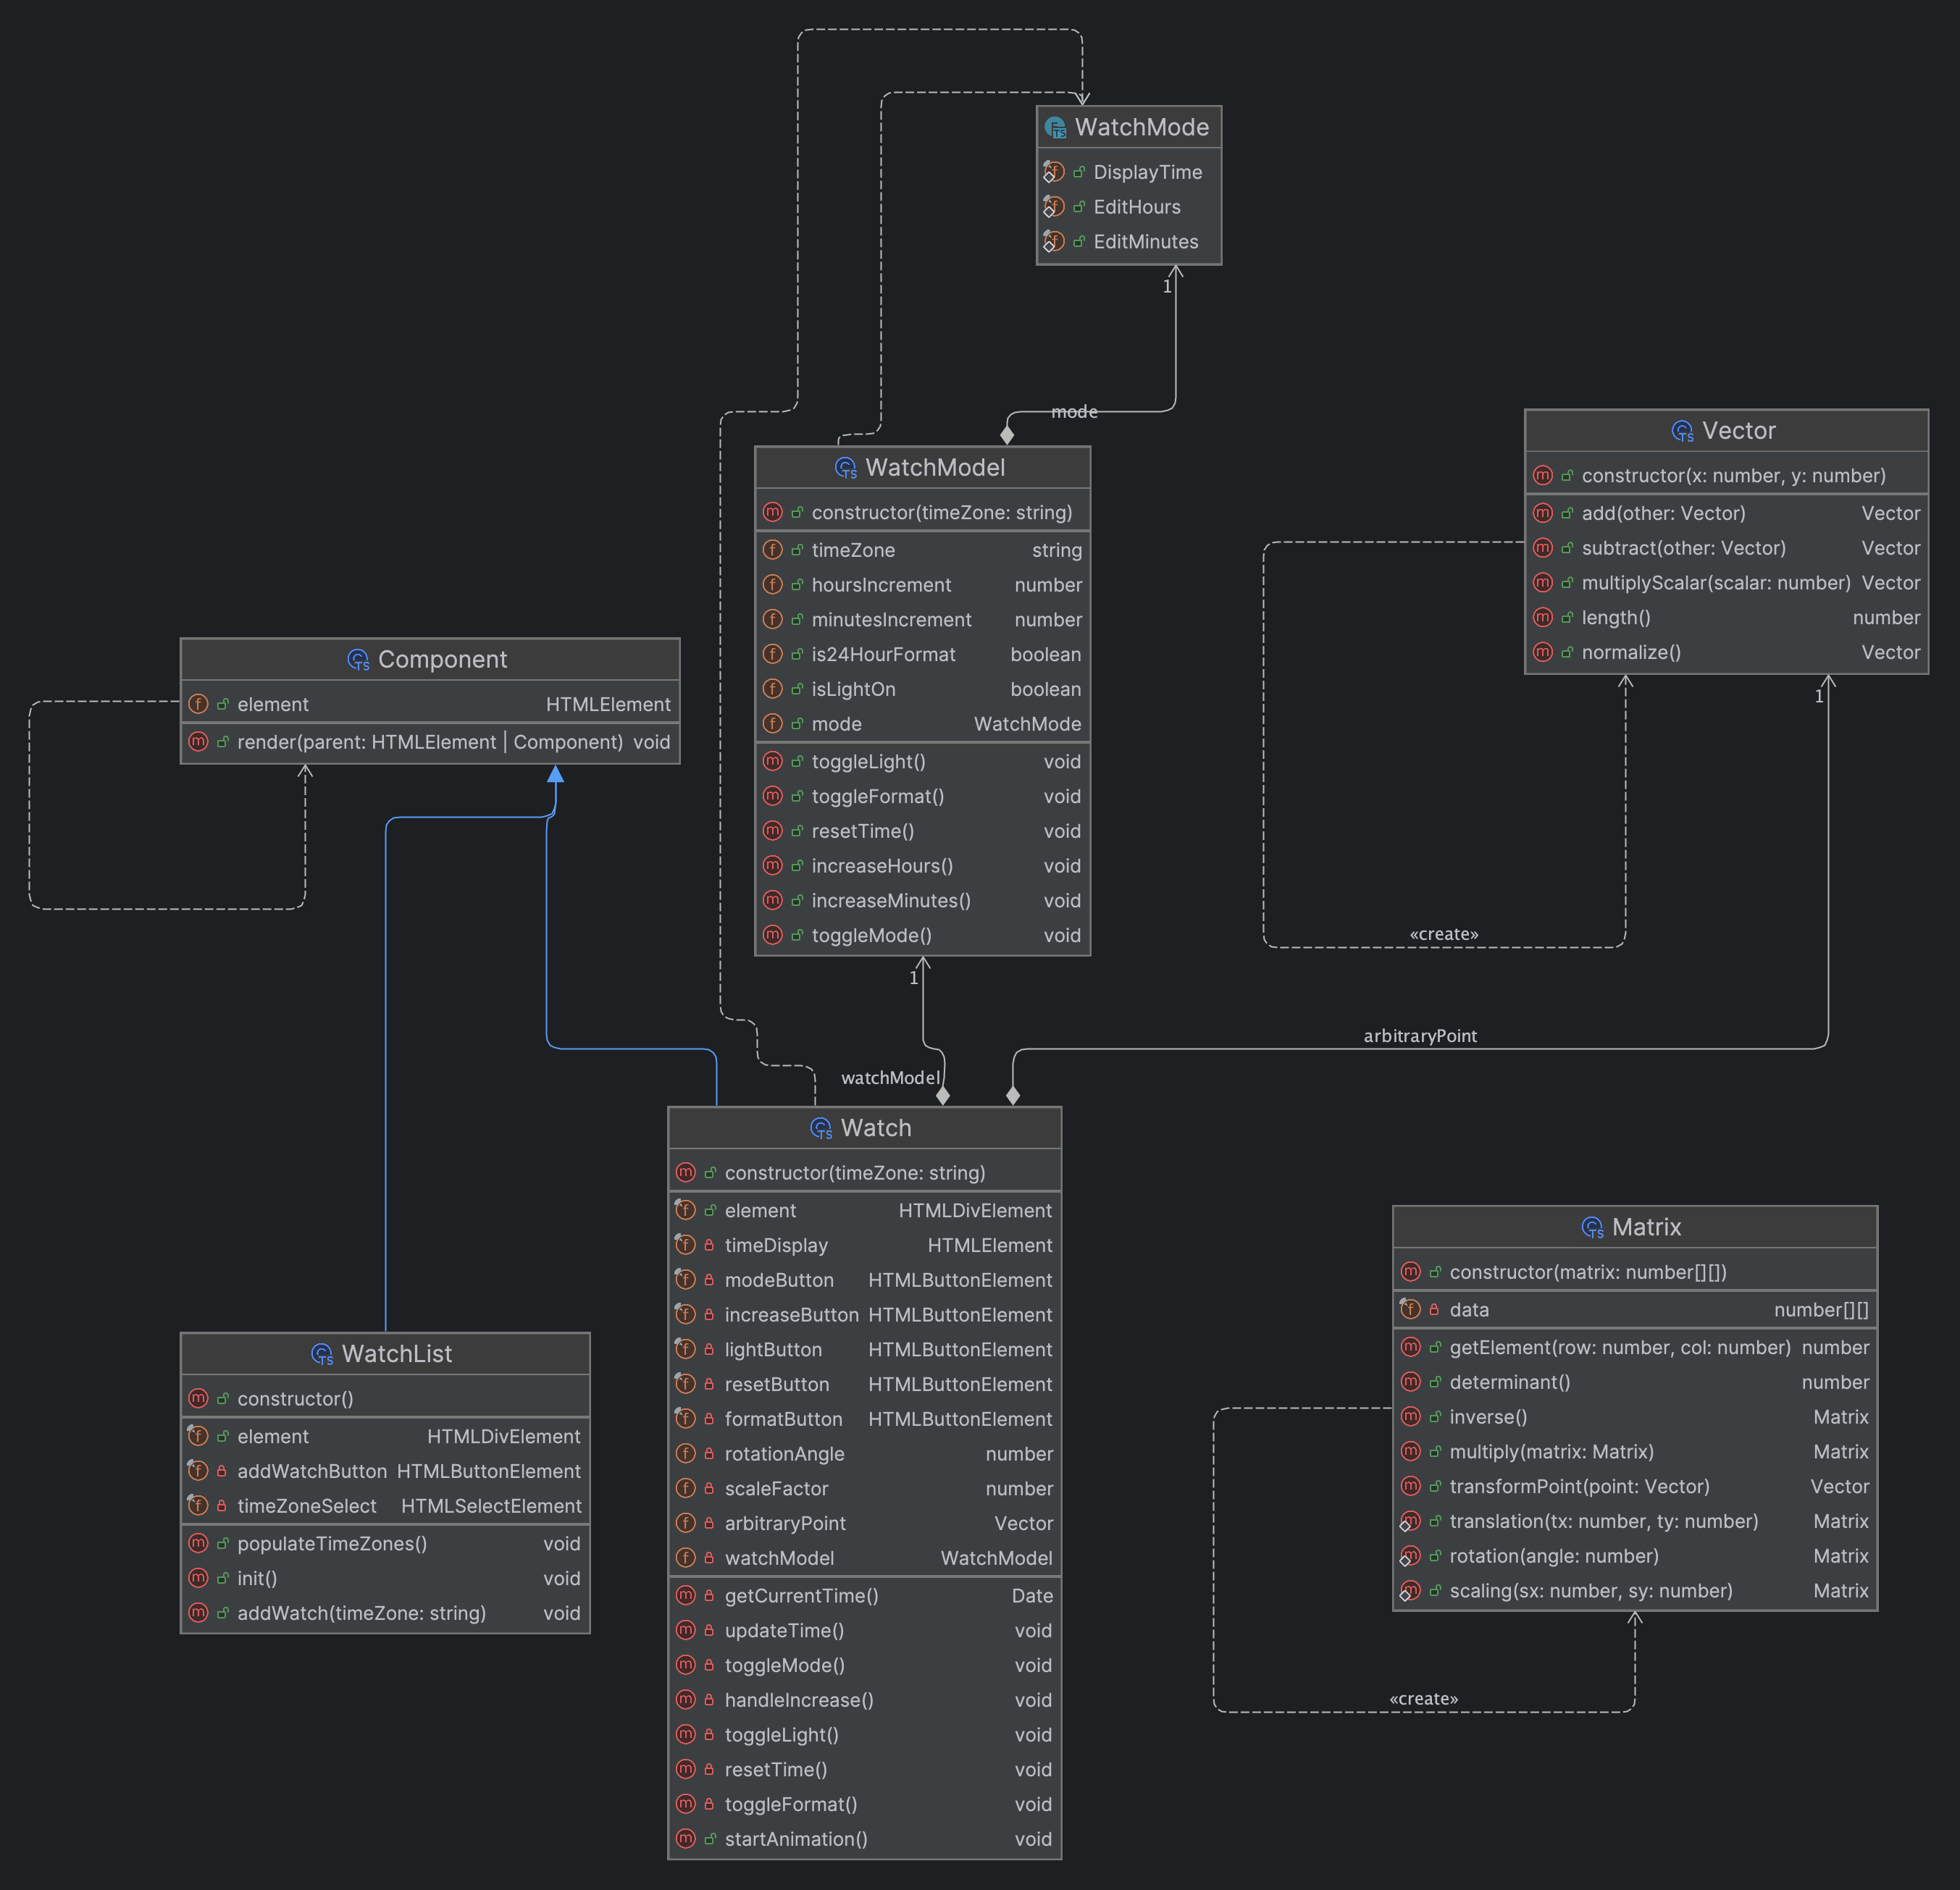 WatchMode
DisplayTime
EditHours
EditMinutes
1
mode
WatchModel
constructor(timeZone: string)
timeZone string
hoursIncrement number
minutesIncrement number
is24HourFormat boolean
isLightOn boolean
mode WatchMode
toggleLight() void
toggleFormat() void
resetTime() void
increaseHours() void
increaseMinutes() void
toggleMode() void
Vector
constructor(x: number, y: number)
add(other: Vector) Vector
subtract(other: Vector) Vector
multiplyScalar(scalar: number) Vector
length() number
normalize() Vector
1
«create»
Component
element HTMLElement
render(parent: HTMLElement | Component) void
1
watchModel
arbitraryPoint
Watch
constructor(timeZone: string)
element HTMLDivElement
timeDisplay HTMLElement
modeButton HTMLButtonElement
increaseButton HTMLButtonElement
lightButton HTMLButtonElement
resetButton HTMLButtonElement
formatButton HTMLButtonElement
rotationAngle number
scaleFactor number
arbitraryPoint Vector
watchModel WatchModel
getCurrentTime() Date
updateTime() void
toggleMode() void
handleIncrease() void
toggleLight() void
resetTime() void
toggleFormat() void
startAnimation() void
WatchList
constructor()
element HTMLDivElement
addWatchButton HTMLButtonElement
timeZoneSelect HTMLSelectElement
populateTimeZones() void
init() void
addWatch(timeZone: string) void
Matrix
constructor(matrix: number[][])
data number[][]
getElement(row: number, col: number) number
determinant() number
inverse() Matrix
multiply(matrix: Matrix) Matrix
transformPoint(point: Vector) Vector
translation(tx: number, ty: number) Matrix
rotation(angle: number) Matrix
scaling(sx: number, sy: number) Matrix
«create»